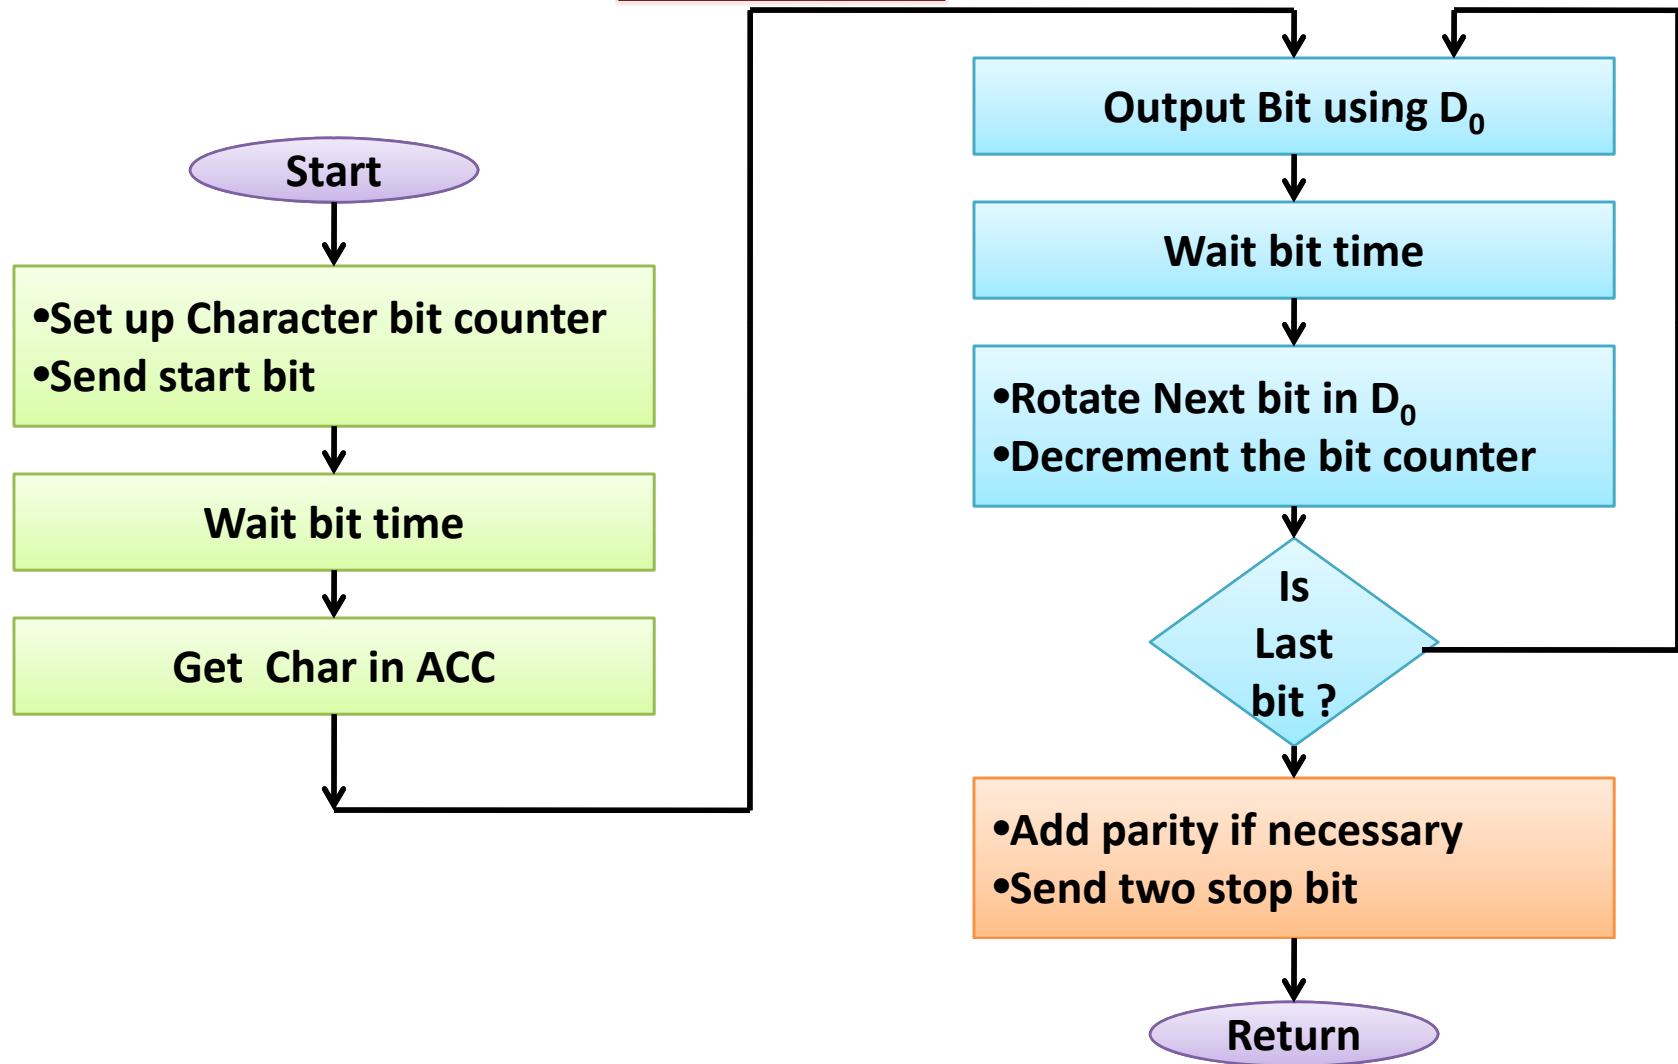 Start
•Set up Character bit counter
•Send start bit
Wait bit time
Get  Char in ACC
Output Bit using D₀
Wait bit time
•Rotate Next bit in D₀
•Decrement the bit counter
Is
Last
bit ?
•Add parity if necessary
•Send two stop bit
Return